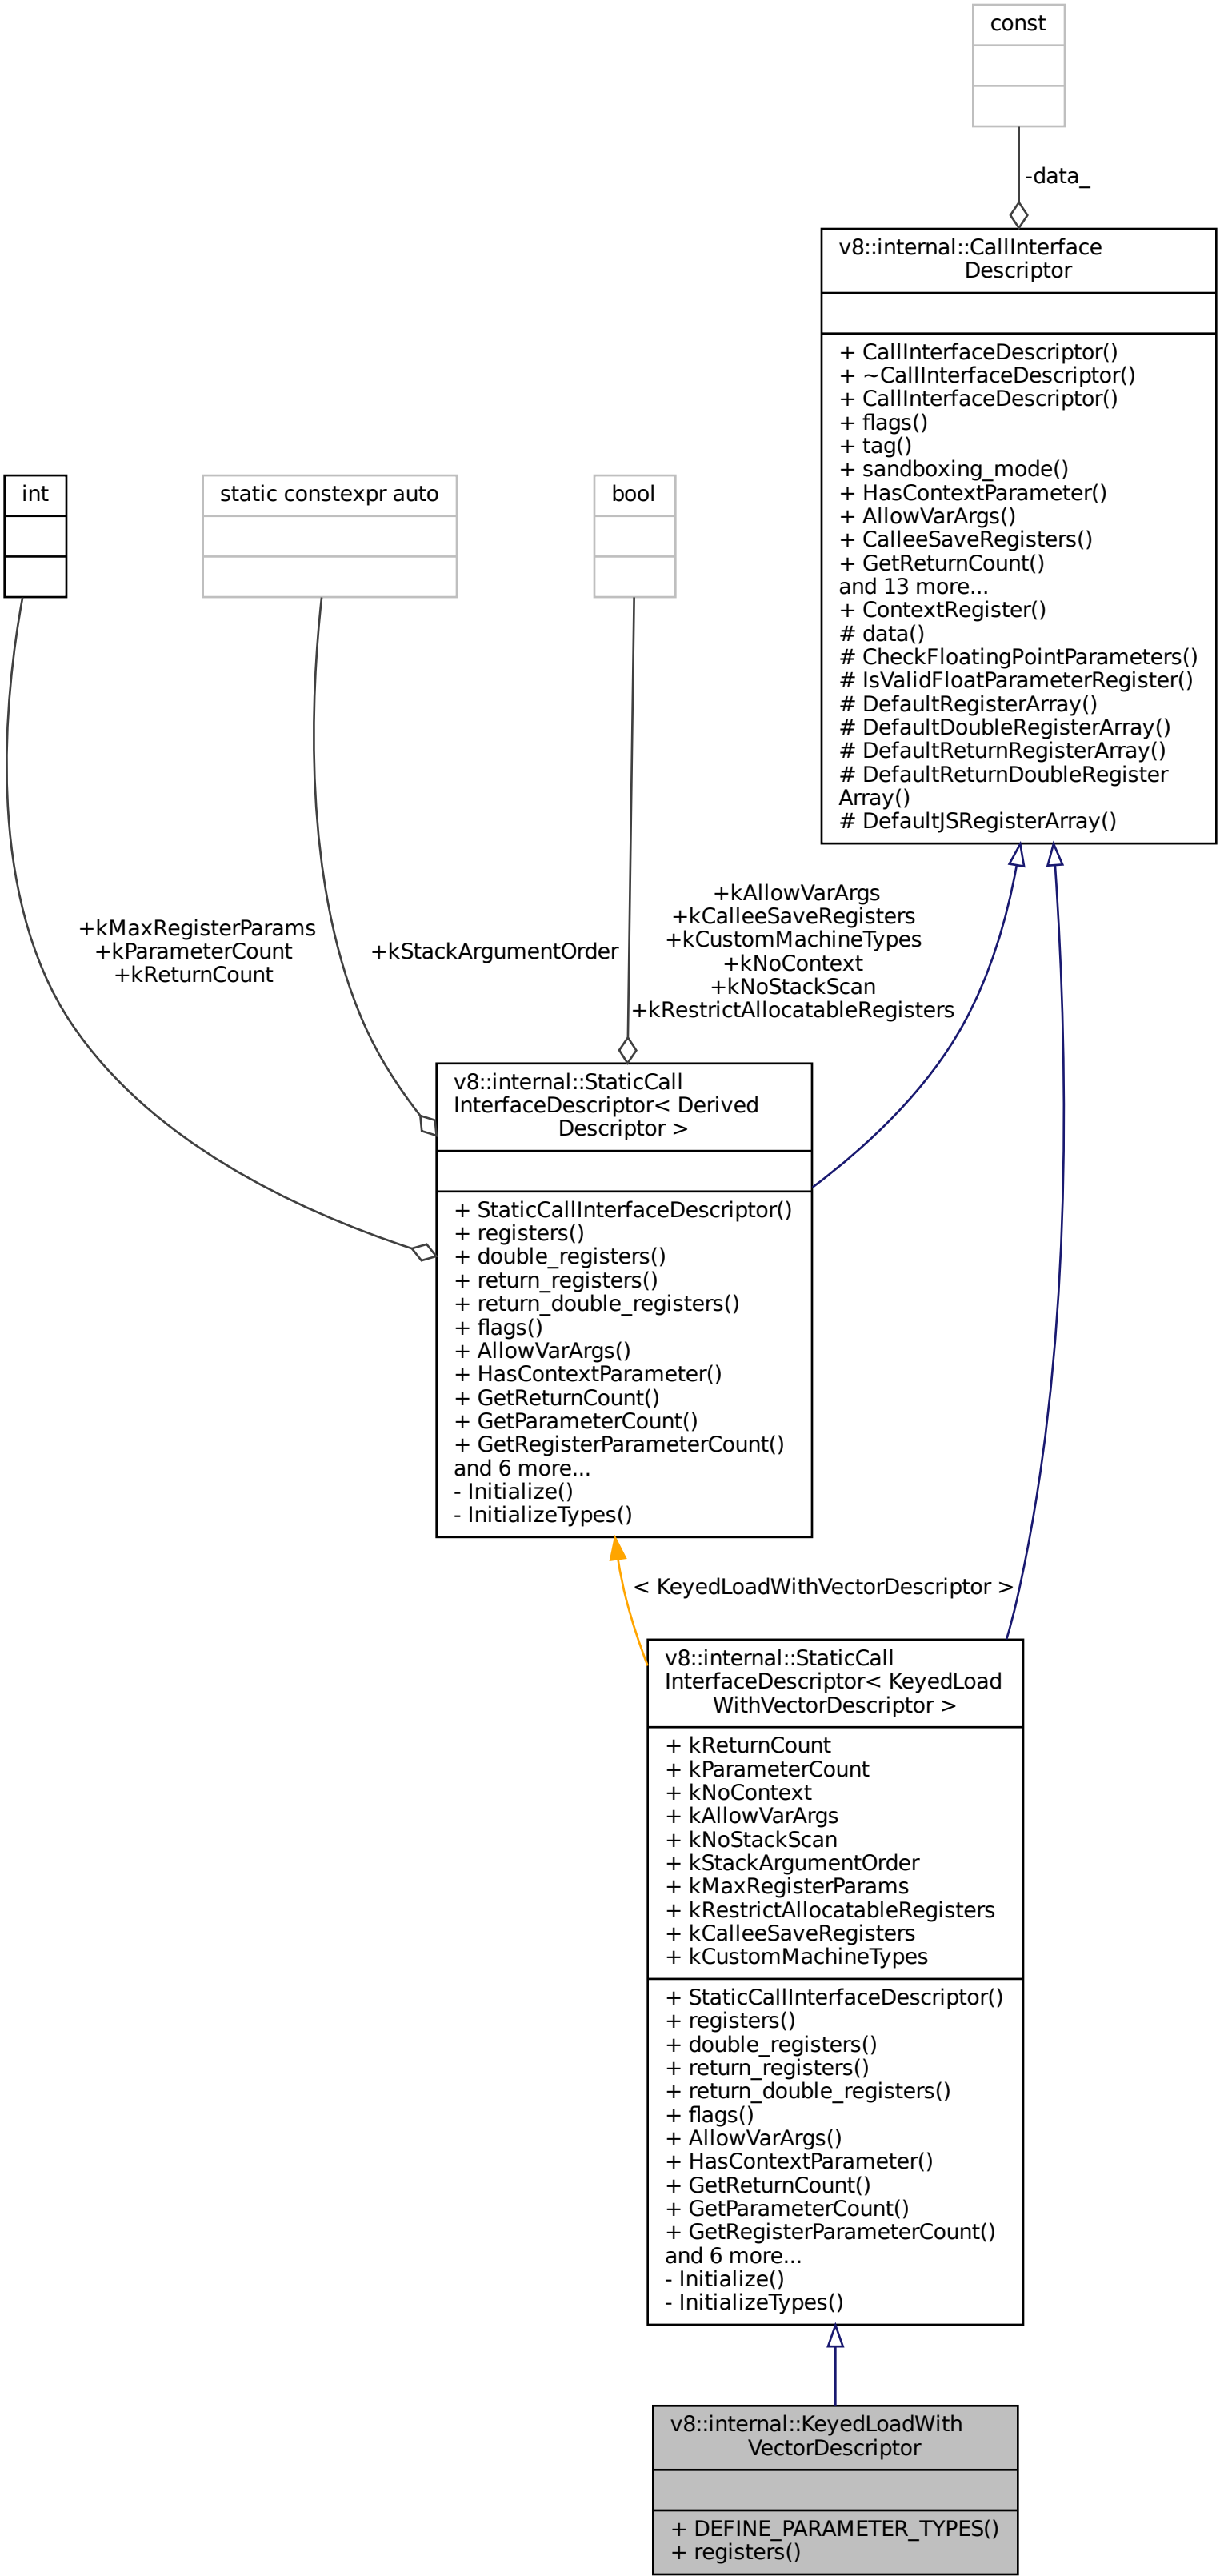 const
-data_
v8::internal::CallInterface
Descriptor
+ CallInterfaceDescriptor()
+ ~CallInterfaceDescriptor()
+ CallInterfaceDescriptor()
+ flags()
+ tag()
+ sandboxing_mode()
+ HasContextParameter()
+ AllowVarArgs()
+ CalleeSaveRegisters()
+ GetReturnCount()
and 13 more...
+ ContextRegister()
# data()
# CheckFloatingPointParameters()
# IsValidFloatParameterRegister()
# DefaultRegisterArray()
# DefaultDoubleRegisterArray()
# DefaultReturnRegisterArray()
# DefaultReturnDoubleRegister
Array()
# DefaultJSRegisterArray()
int
static constexpr auto
bool
+kMaxRegisterParams
+kParameterCount
+kReturnCount
+kStackArgumentOrder
+kAllowVarArgs
+kCalleeSaveRegisters
+kCustomMachineTypes
+kNoContext
+kNoStackScan
+kRestrictAllocatableRegisters
v8::internal::StaticCall
InterfaceDescriptor< Derived
Descriptor >
+ StaticCallInterfaceDescriptor()
+ registers()
+ double_registers()
+ return_registers()
+ return_double_registers()
+ flags()
+ AllowVarArgs()
+ HasContextParameter()
+ GetReturnCount()
+ GetParameterCount()
+ GetRegisterParameterCount()
and 6 more...
- Initialize()
- InitializeTypes()
< KeyedLoadWithVectorDescriptor >
v8::internal::StaticCall
InterfaceDescriptor< KeyedLoad
WithVectorDescriptor >
+ kReturnCount
+ kParameterCount
+ kNoContext
+ kAllowVarArgs
+ kNoStackScan
+ kStackArgumentOrder
+ kMaxRegisterParams
+ kRestrictAllocatableRegisters
+ kCalleeSaveRegisters
+ kCustomMachineTypes
+ StaticCallInterfaceDescriptor()
+ registers()
+ double_registers()
+ return_registers()
+ return_double_registers()
+ flags()
+ AllowVarArgs()
+ HasContextParameter()
+ GetReturnCount()
+ GetParameterCount()
+ GetRegisterParameterCount()
and 6 more...
- Initialize()
- InitializeTypes()
v8::internal::KeyedLoadWith
VectorDescriptor
+ DEFINE_PARAMETER_TYPES()
+ registers()